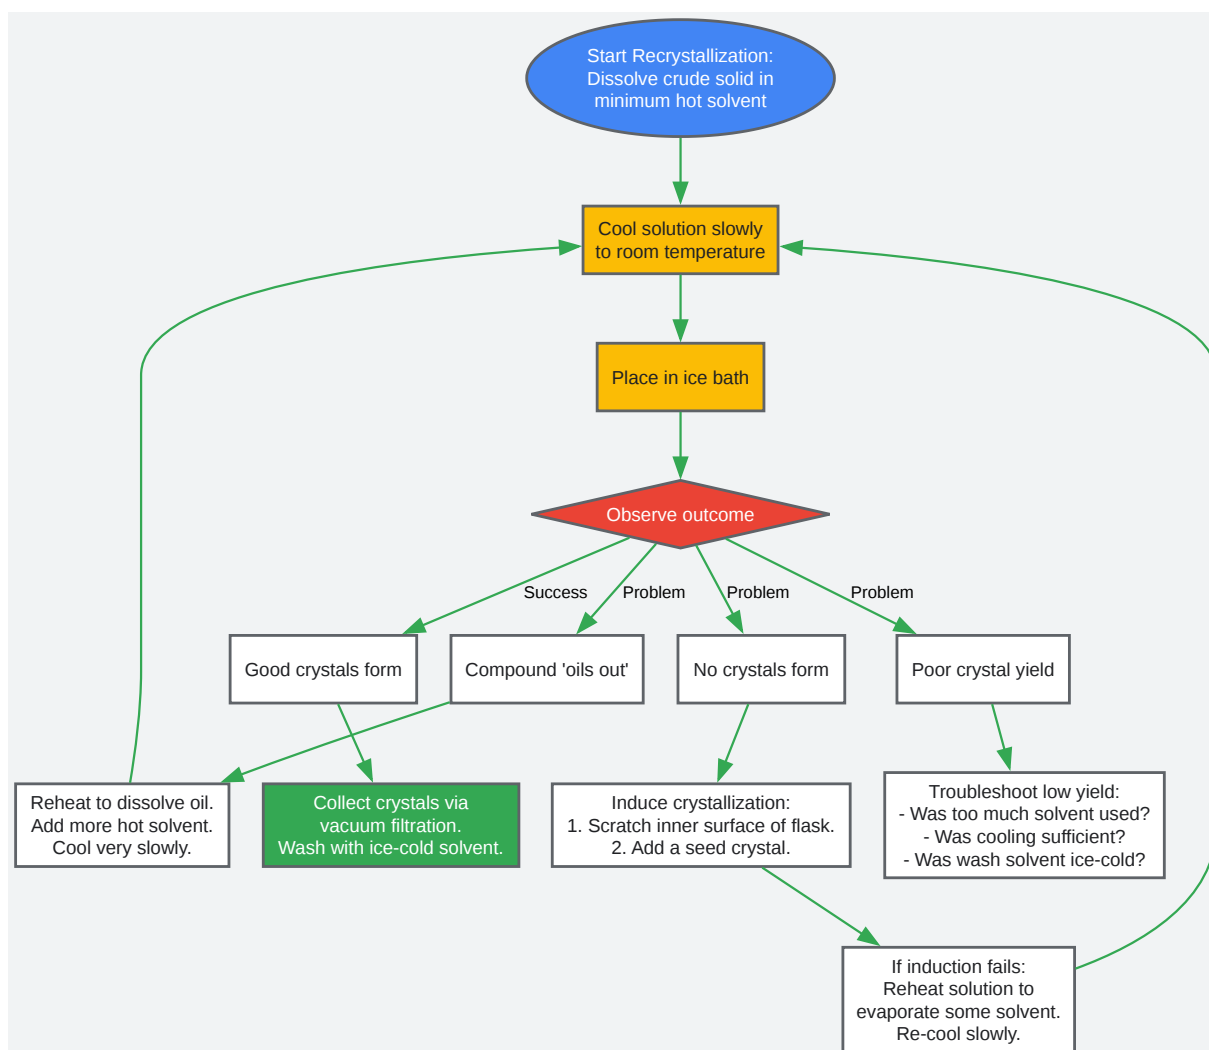 Start Recrystallization:
Dissolve crude solid in
minimum hot solvent
Cool solution slowly
to room temperature
Place in ice bath
Observe outcome
Success
Problem
Problem
Problem
Good crystals form
Compound 'oils out'
No crystals form
Poor crystal yield
Reheat to dissolve oil.
Add more hot solvent.
Cool very slowly.
Collect crystals via
vacuum filtration.
Wash with ice-cold solvent.
Induce crystallization:
1. Scratch inner surface of flask.
2. Add a seed crystal.
Troubleshoot low yield:
- Was too much solvent used?
- Was cooling sufficient?
- Was wash solvent ice-cold?
If induction fails:
Reheat solution to
evaporate some solvent.
Re-cool slowly.